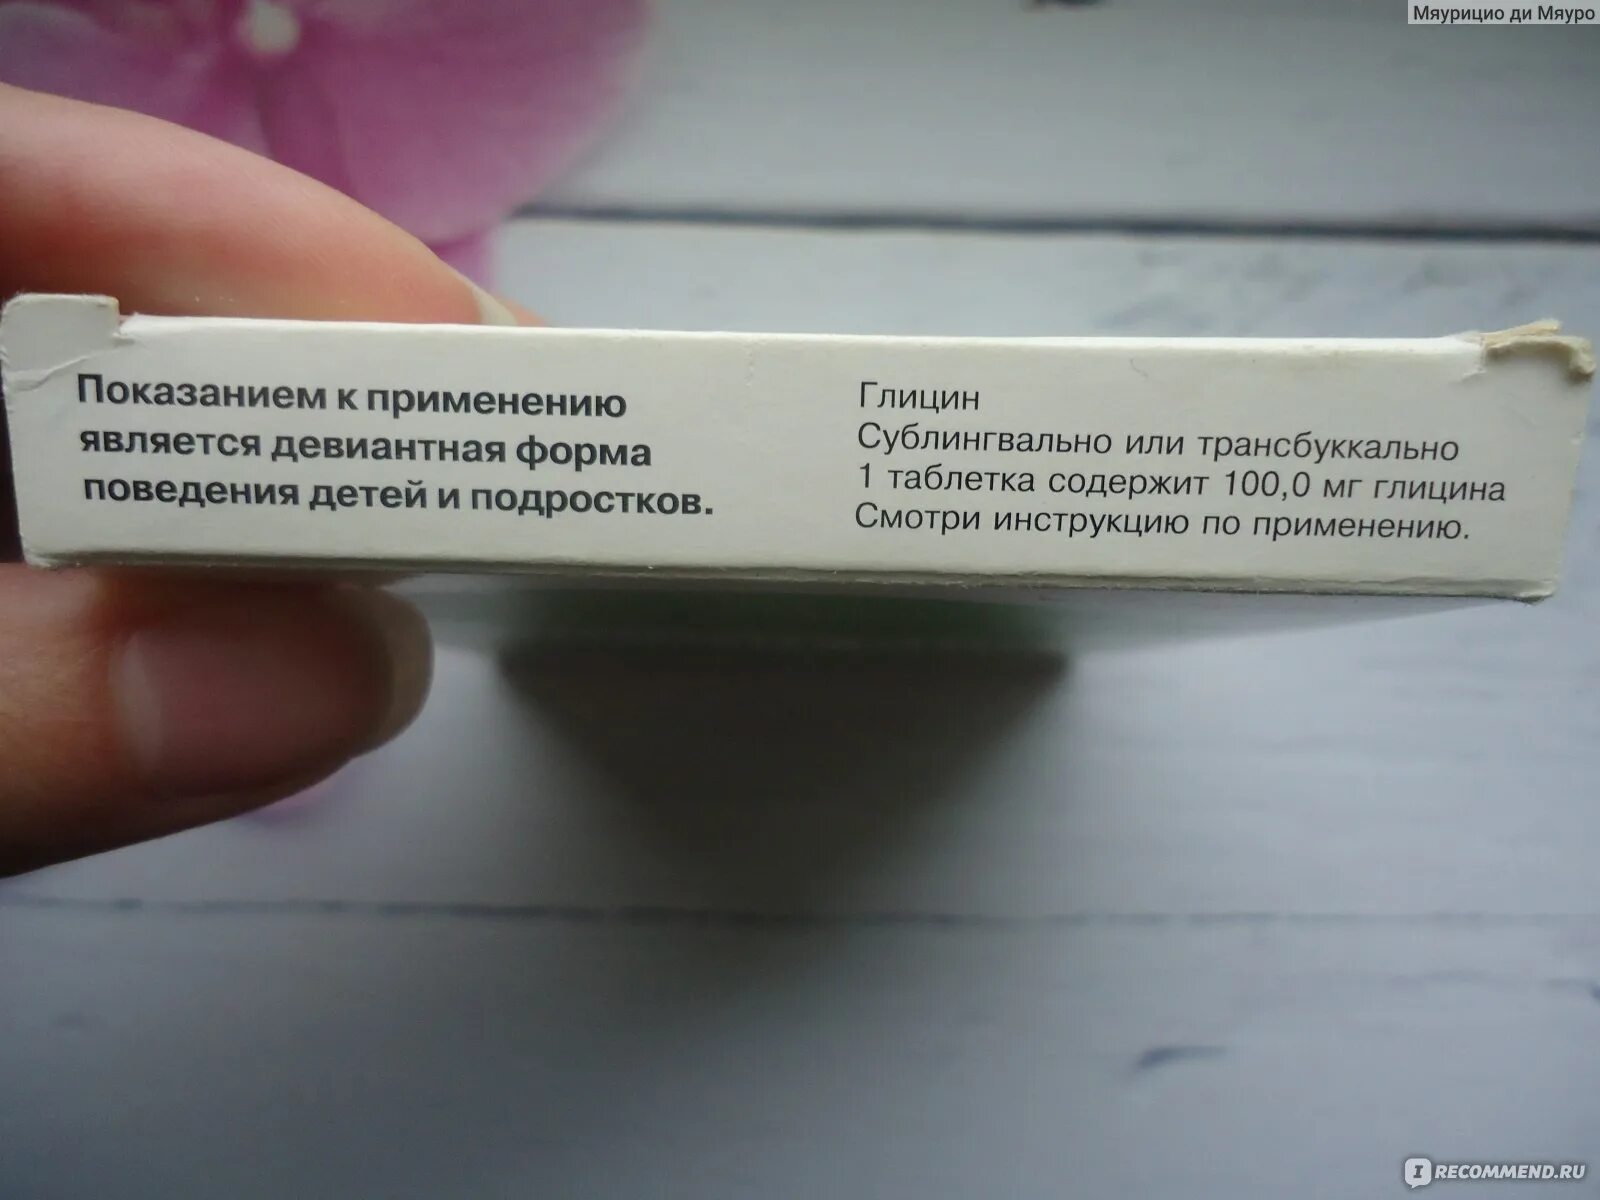 Мяурицио ди Мяуро
Показанием к применению
является девиантная форма
поведения детей и подростков.
Глицин
Сублингвально или трансбуккально
1 таблетка содержит 100,0 мг глицина
Смотри инструкцию по применению.
IRECOMMEND.RU